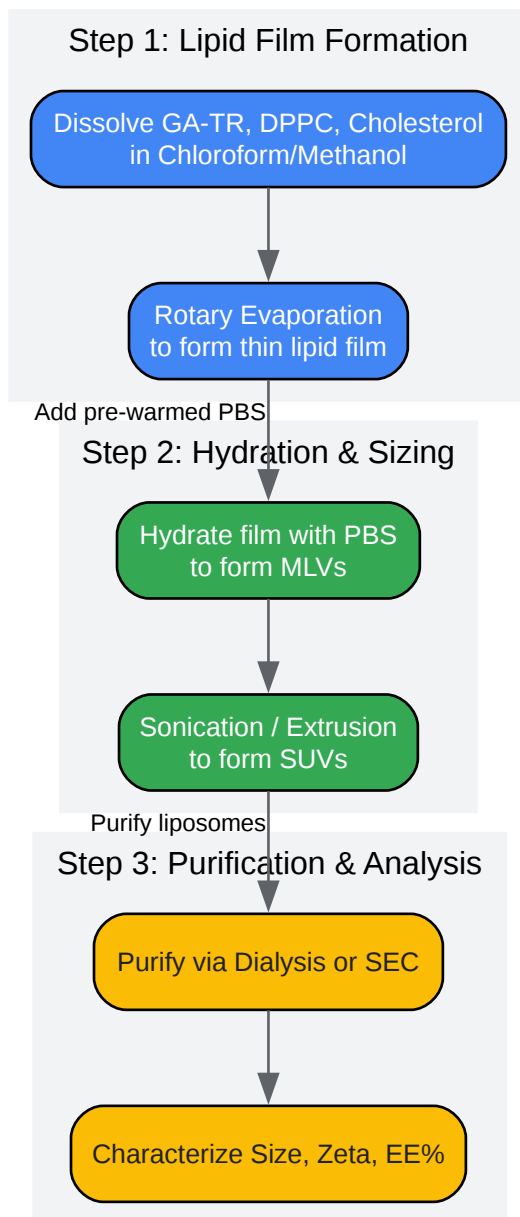 Step 1: Lipid Film Formation
Dissolve GA-TR, DPPC, Cholesterol
in Chloroform/Methanol
Rotary Evaporation
to form thin lipid film
Add pre-warmed PBS
Step 2: Hydration & Sizing
Hydrate film with PBS
to form MLVs
Sonication / Extrusion
to form SUVs
Purify liposomes
Step 3: Purification & Analysis
Purify via Dialysis or SEC
Characterize Size, Zeta, EE%